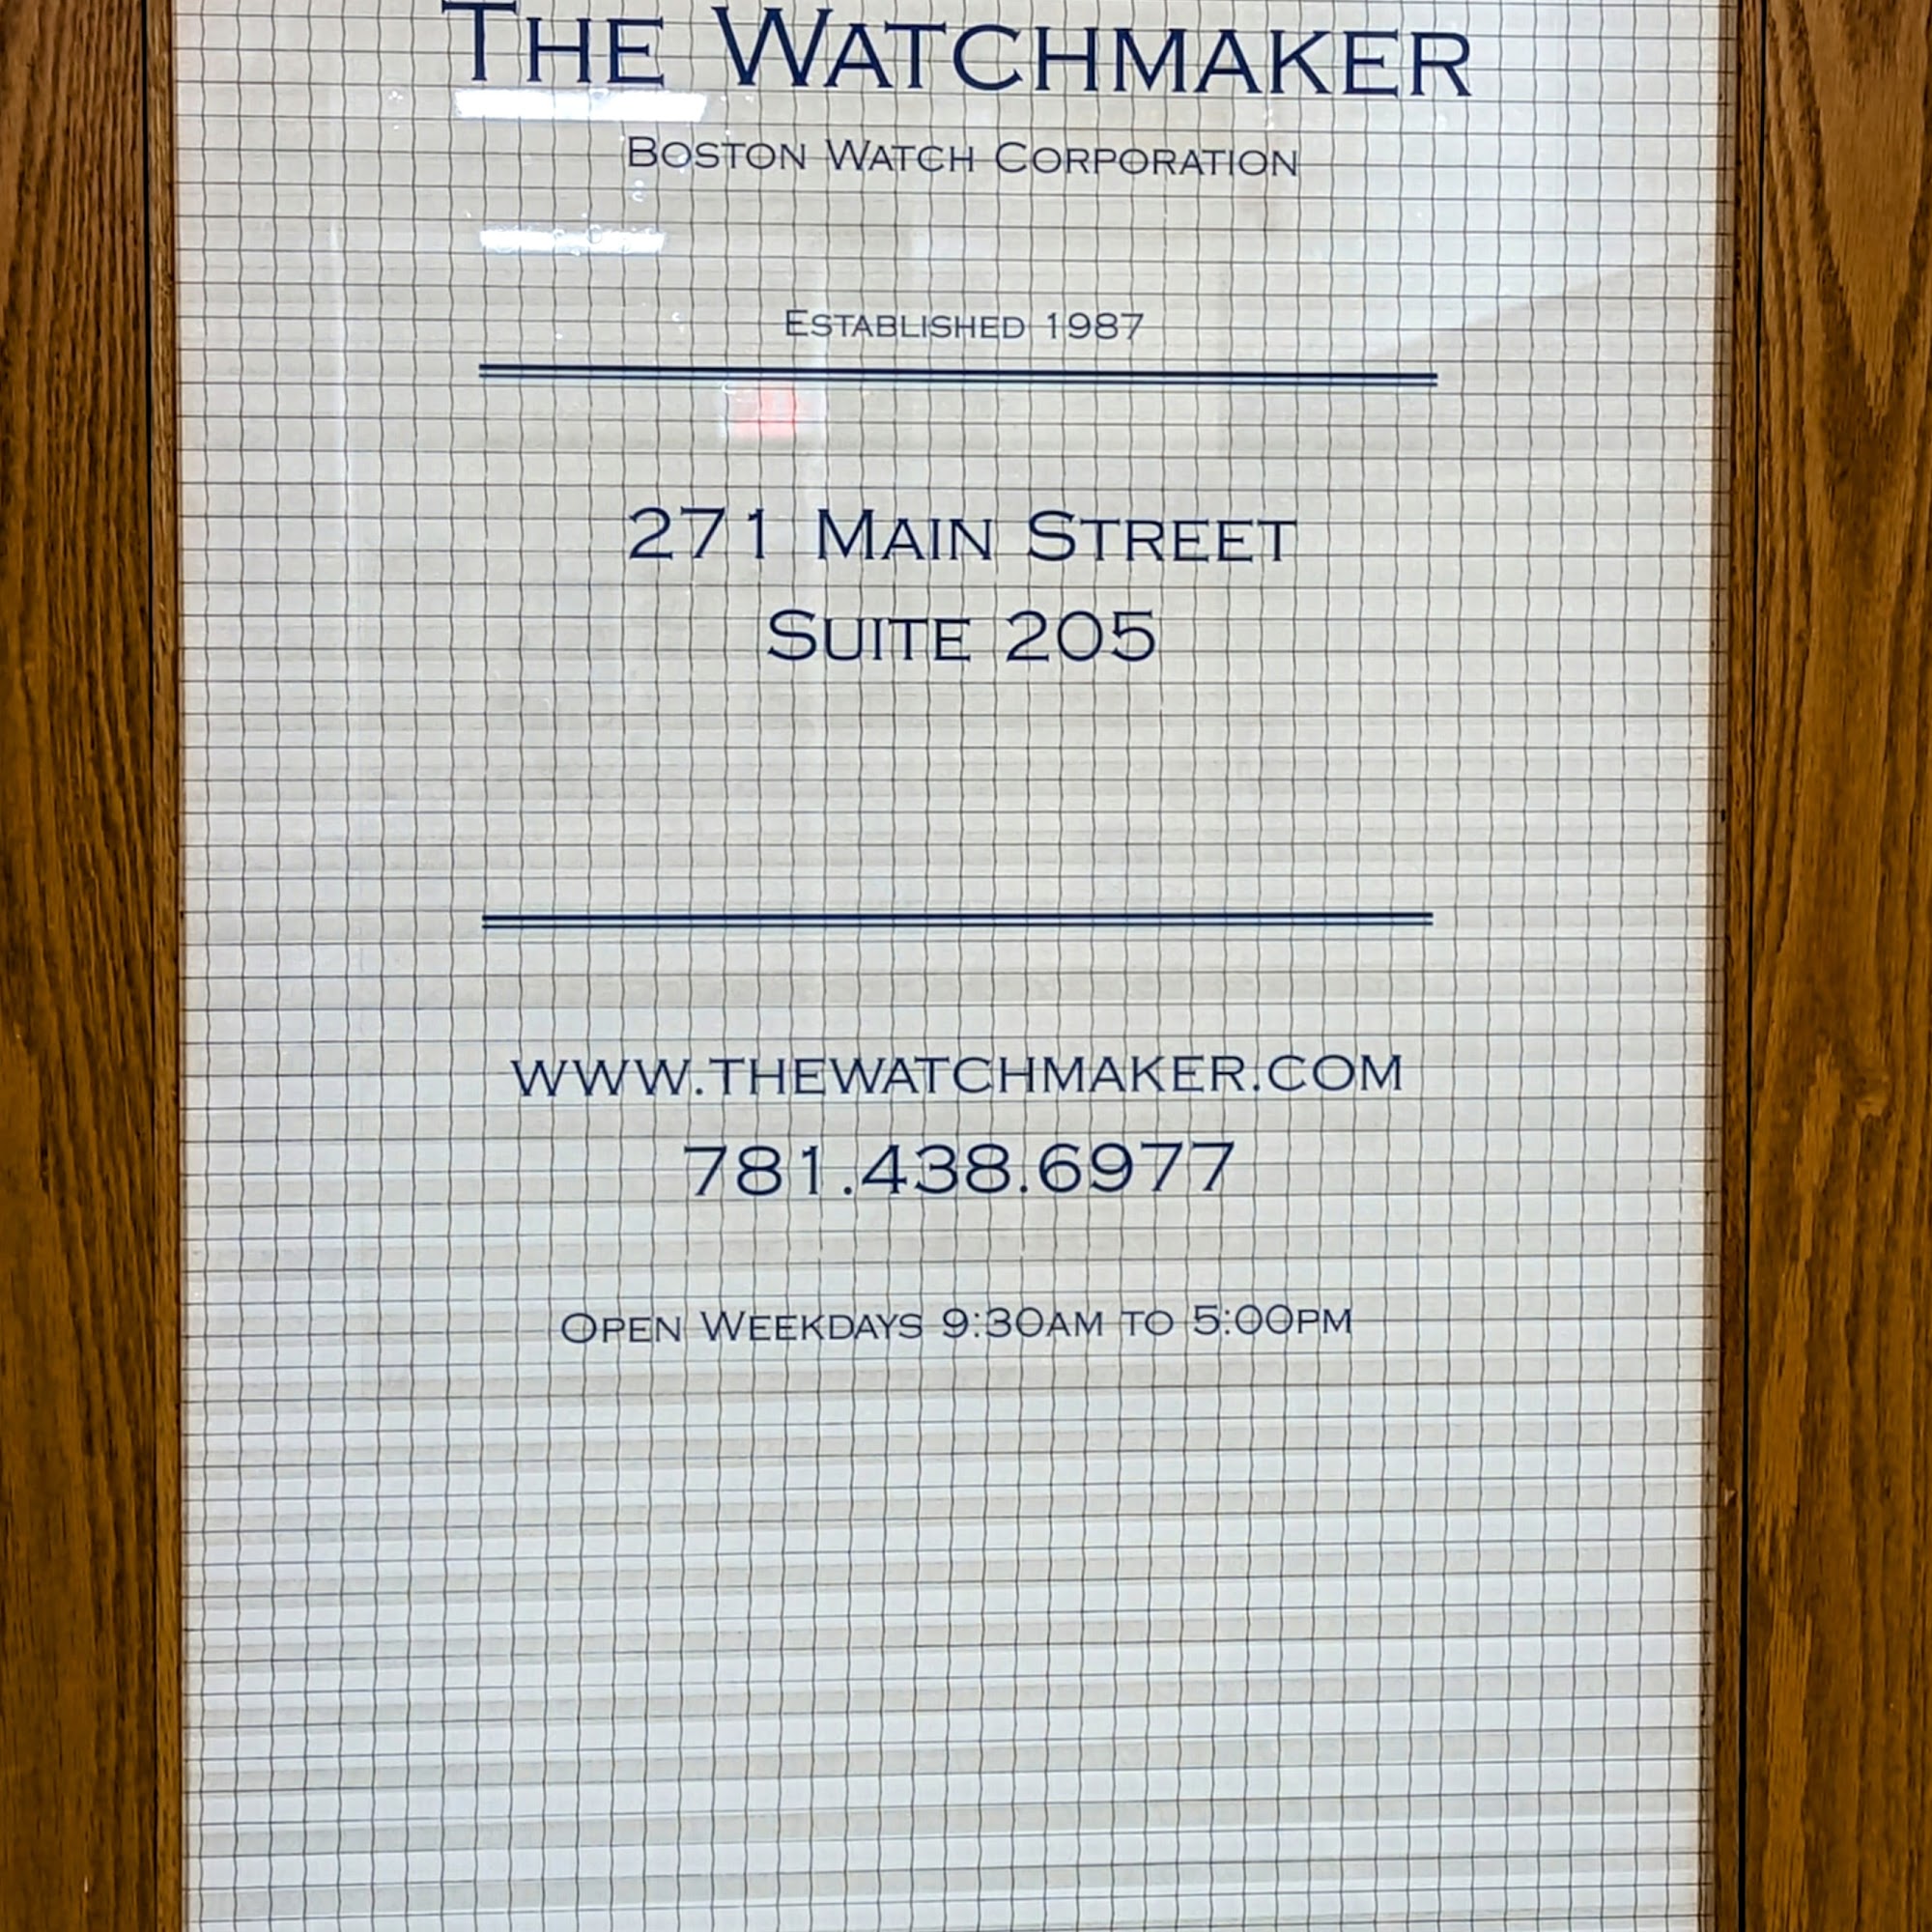 The Watchmaker
Boston Watch Corporation
Established 1987
271 Main Street
Suite 205
www.thewatchmaker.com
781.438.6977
Open Weekdays 9:30am to 5:00pm